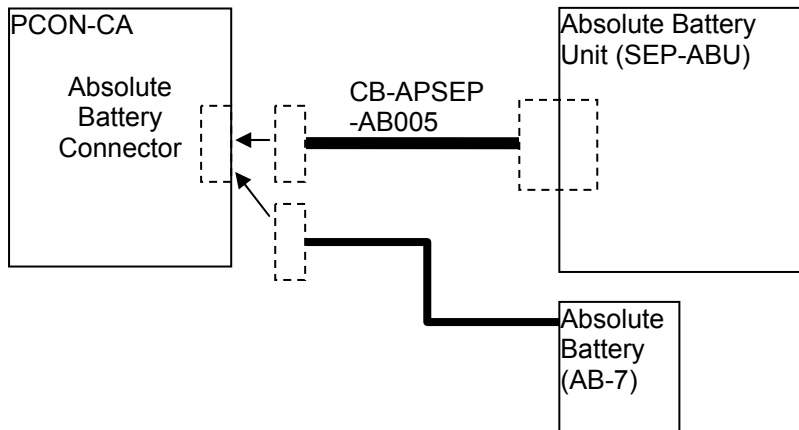 PCON-CA
Absolute
Battery
Connector
CB-APSEP
-AB005
Absolute Battery
Unit (SEP-ABU)
Absolute
Battery
(AB-7)